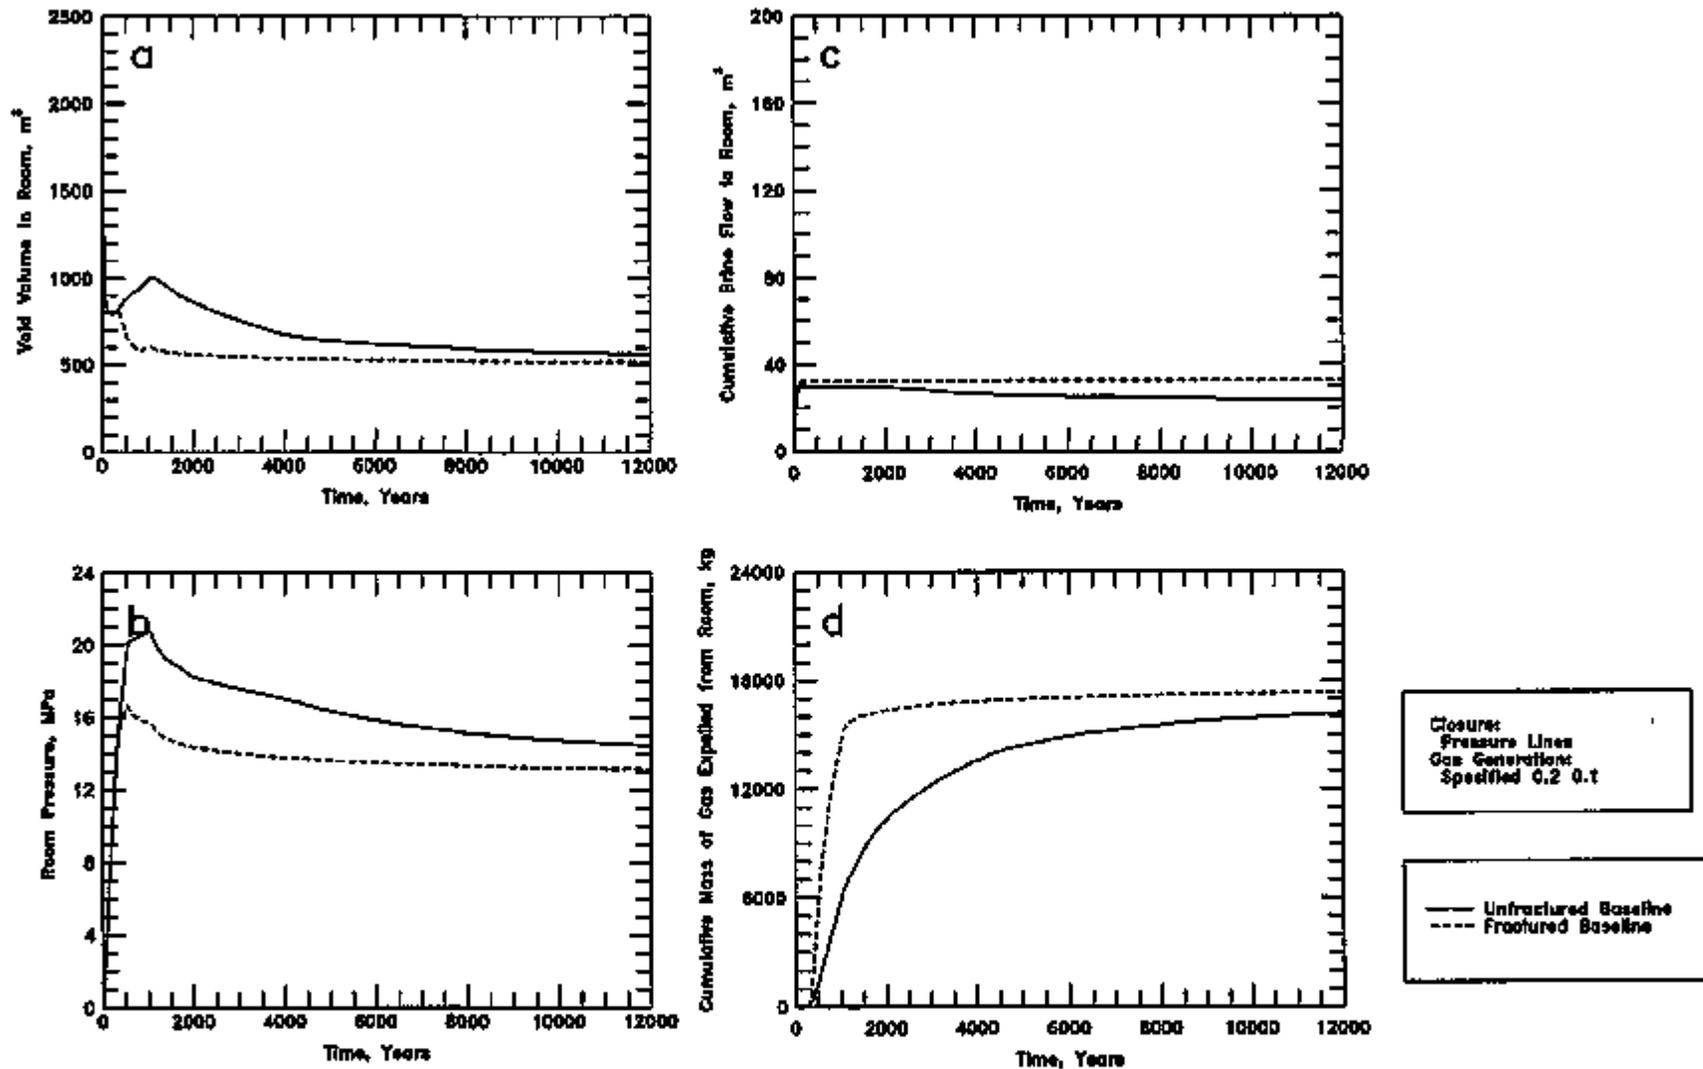 a
Void Volume in Room, m³
2500
2000
1500
1000
500
0
0 2000 4000 6000 8000 10000 12000
Time, Years
c
Cumulative Brine Flow to Room, m³
200
160
120
80
40
0
0 2000 4000 6000 8000 10000 12000
Time, Years
b
Room Pressure, MPa
24
20
16
12
8
4
0
0 2000 4000 6000 8000 10000 12000
Time, Years
d
Cumulative Mass of Gas Expelled from Room, kg
24000
18000
12000
6000
0
0 2000 4000 6000 8000 10000 12000
Time, Years
Closure:
Pressure Lines
Gas Generation:
Specified 0.2 0.1
Unfractured Baseline
Fractured Baseline